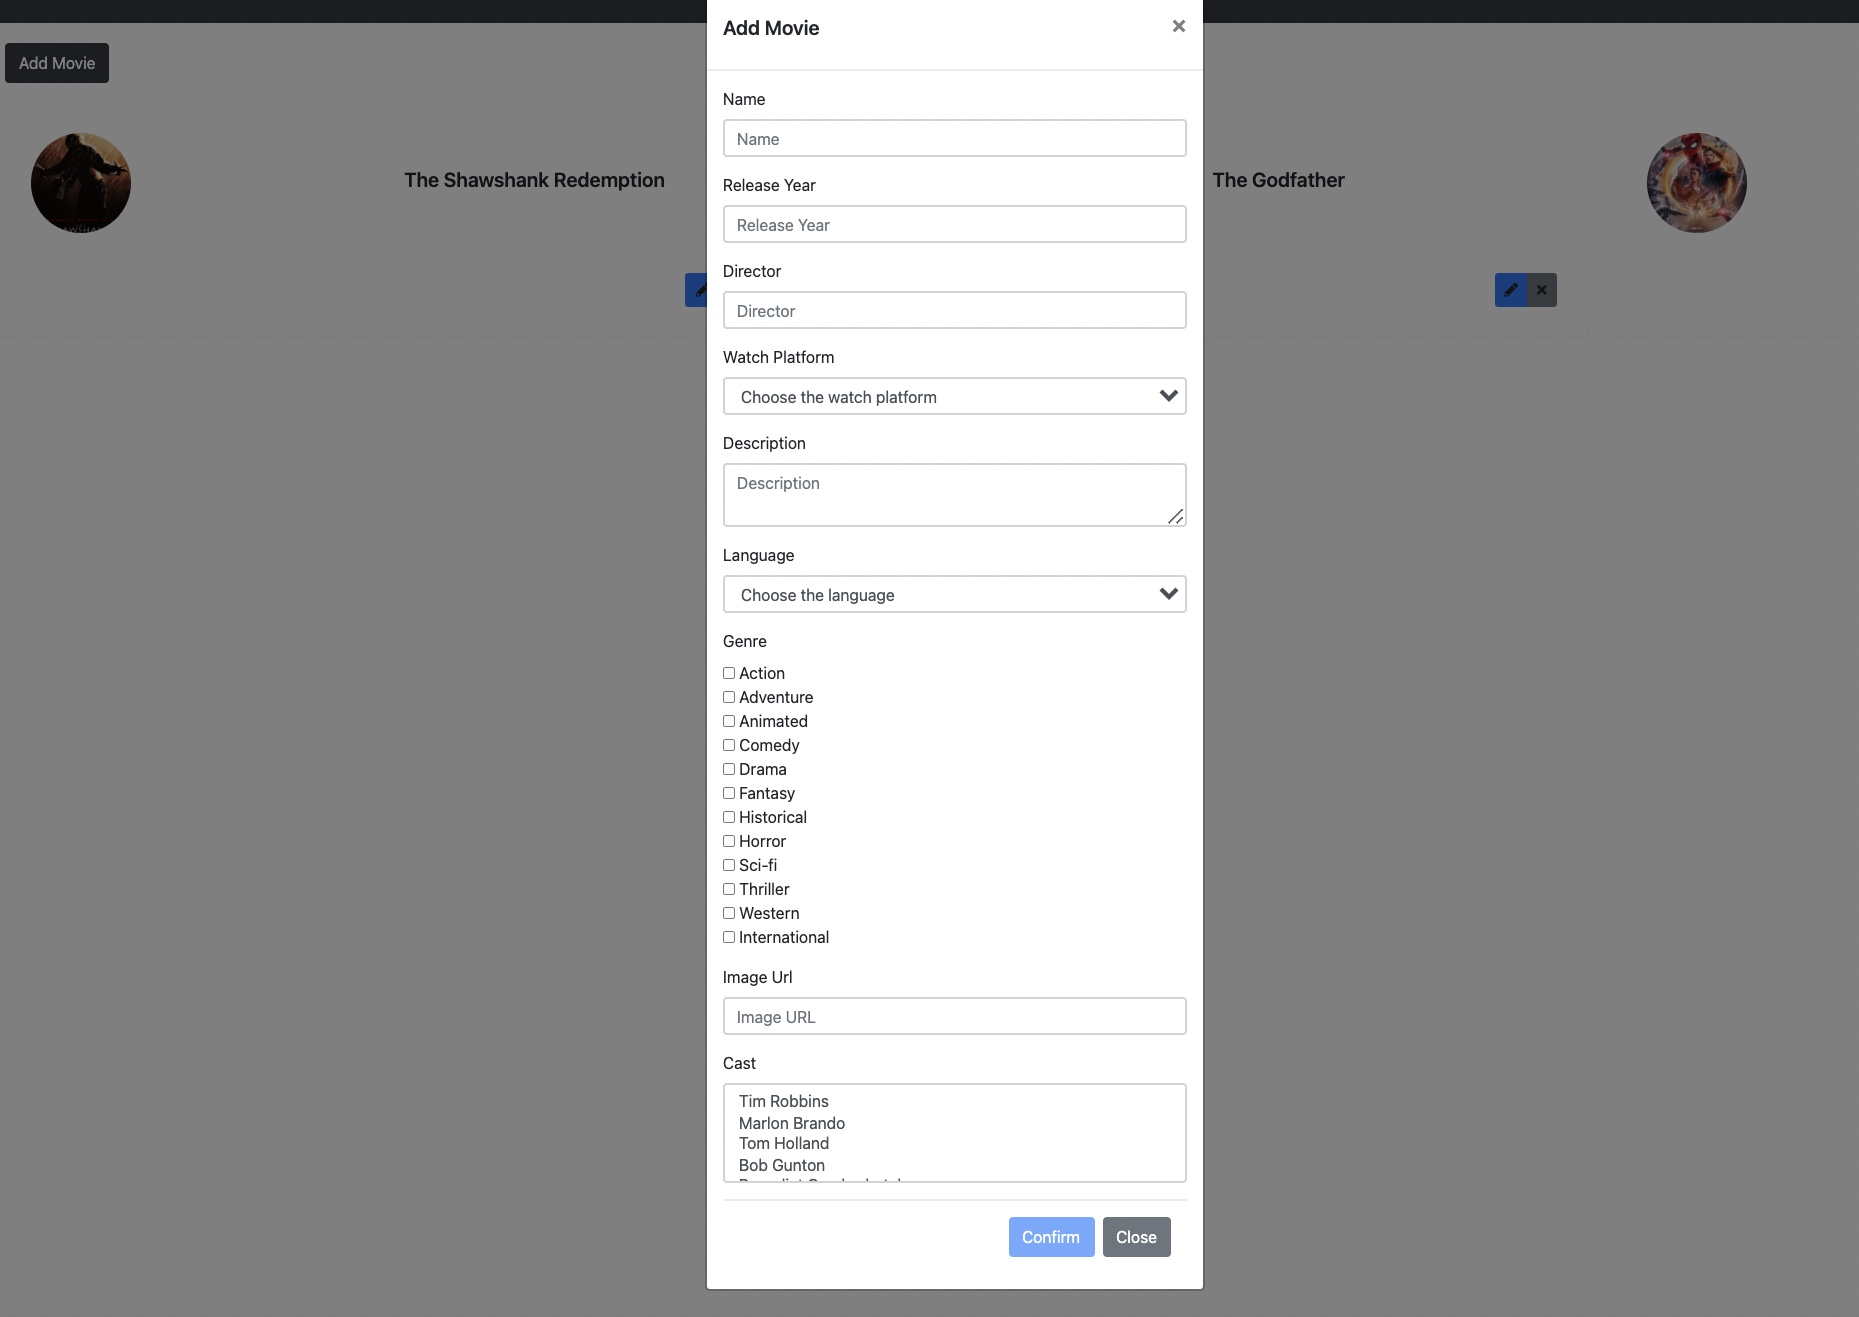 Add Movie
Add Movie
The Shawshank Redemption
The Godfather
Name
Name
Release Year
Release Year
Director
Director
Watch Platform
Choose the watch platform
Description
Description
Language
Choose the language
Genre
Action
Adventure
Animated
Comedy
Drama
Fantasy
Historical
Horror
Sci-fi
Thriller
Western
International
Image Url
Image URL
Cast
Tim Robbins
Marlon Brando
Tom Holland
Bob Gunton
Confirm
Close